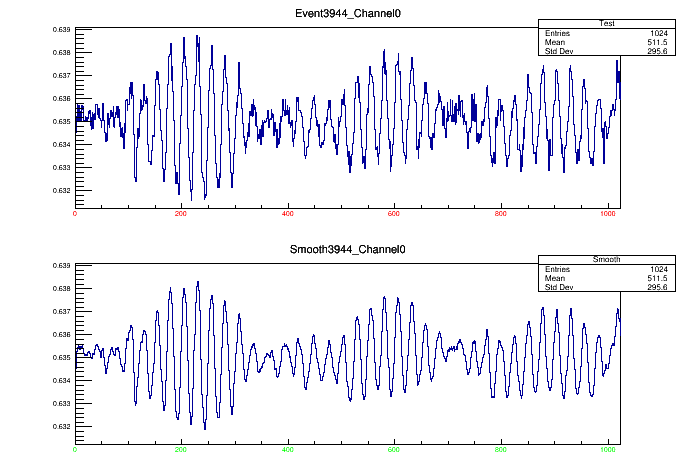 Event3944_Channel0
Test
Entries 1024
Mean 511.5
Std Dev 295.6
0.639
0.638
0.637
0.636
0.635
0.634
0.633
0.632
0 200 400 600 800 1000
Smooth3944_Channel0
Smooth
Entries 1024
Mean 511.5
Std Dev 295.6
0.639
0.638
0.637
0.636
0.635
0.634
0.633
0.632
0 200 400 600 800 1000